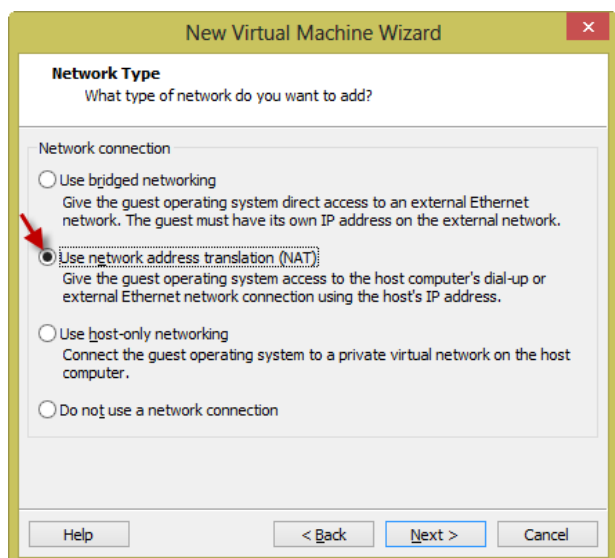 New Virtual Machine Wizard
Network Type
What type of network do you want to add?
Network connection
Use bridged networking
Give the guest operating system direct access to an external Ethernet
network. The guest must have its own IP address on the external network.
Use network address translation (NAT)
Give the guest operating system access to the host computer's dial-up or
external Ethernet network connection using the host's IP address.
Use host-only networking
Connect the guest operating system to a private virtual network on the host
computer.
Do not use a network connection
Help < Back Next > Cancel